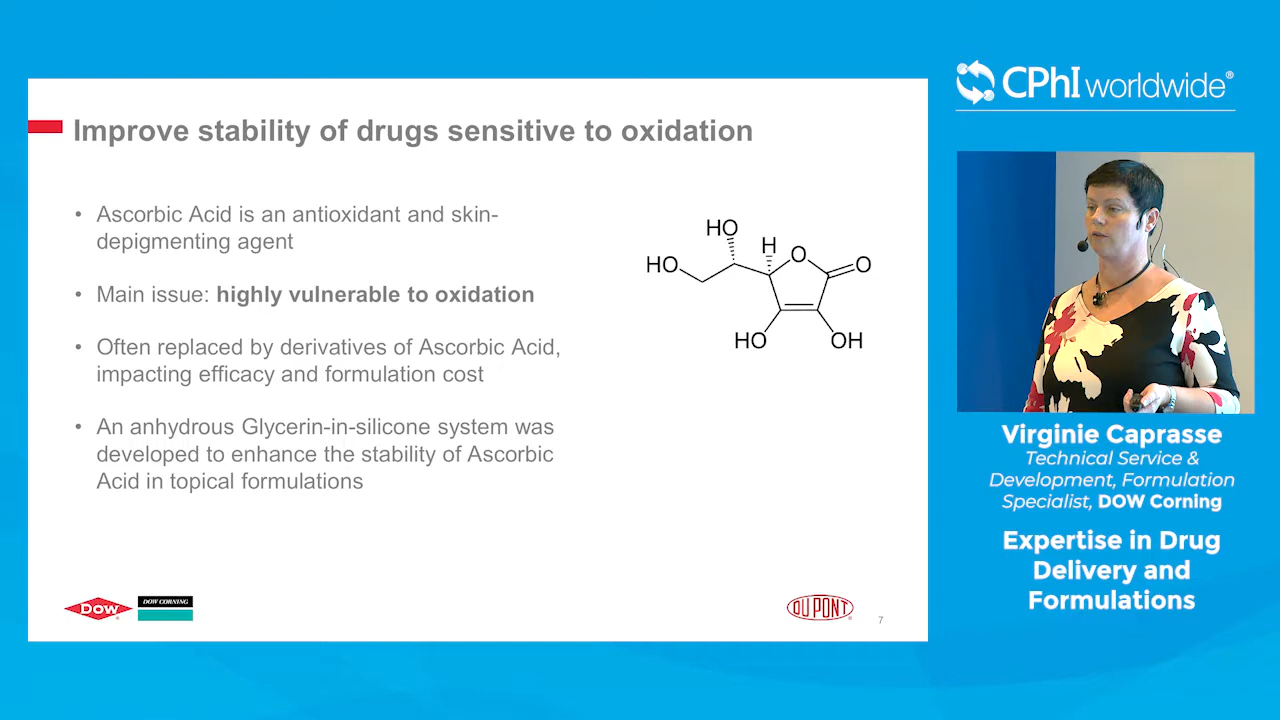 Improve stability of drugs sensitive to oxidation
• Ascorbic Acid is an antioxidant and skin-
depigmenting agent
• Main issue: highly vulnerable to oxidation
• Often replaced by derivatives of Ascorbic Acid,
impacting efficacy and formulation cost
• An anhydrous Glycerin-in-silicone system was
developed to enhance the stability of Ascorbic
Acid in topical formulations
HO
H
O
HO
O
HO
OH
DOW
DOW CORNING
DU PONT
7
CPhI worldwide®
Virginie Caprasse
Technical Service &
Development, Formulation
Specialist, DOW Corning
Expertise in Drug
Delivery and
Formulations